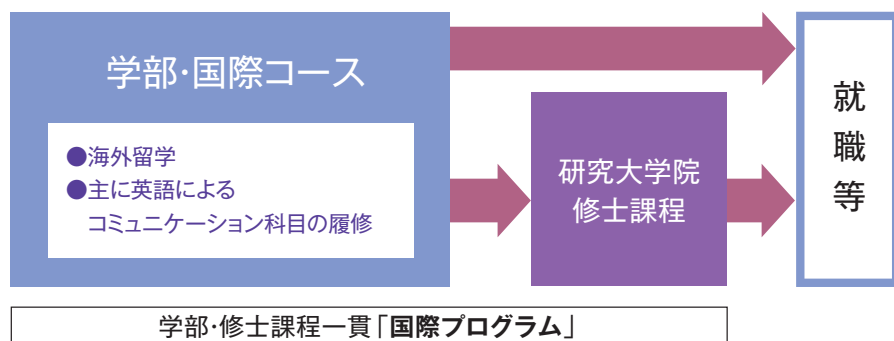 学部・国際コース
●海外留学
●主に英語による
コミュニケーション科目の履修
研究大学院
修士課程
就職等
学部・修士課程一貫「国際プログラム」